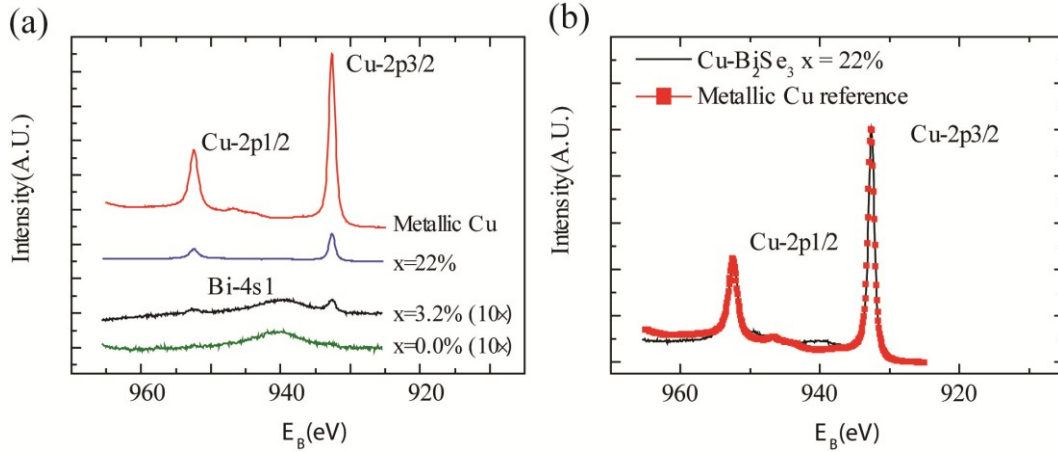 (a)
Intensity(A.U.)
Cu-2p3/2
Cu-2p1/2
Metallic Cu
x=22%
Bi-4s1
x=3.2% (10×)
x=0.0% (10×)
960 940 920
E_B(eV)
(b)
Intensity(A.U.)
Cu-Bi₂Se₃ x = 22%
Metallic Cu reference
Cu-2p3/2
Cu-2p1/2
960 940 920
E_B(eV)